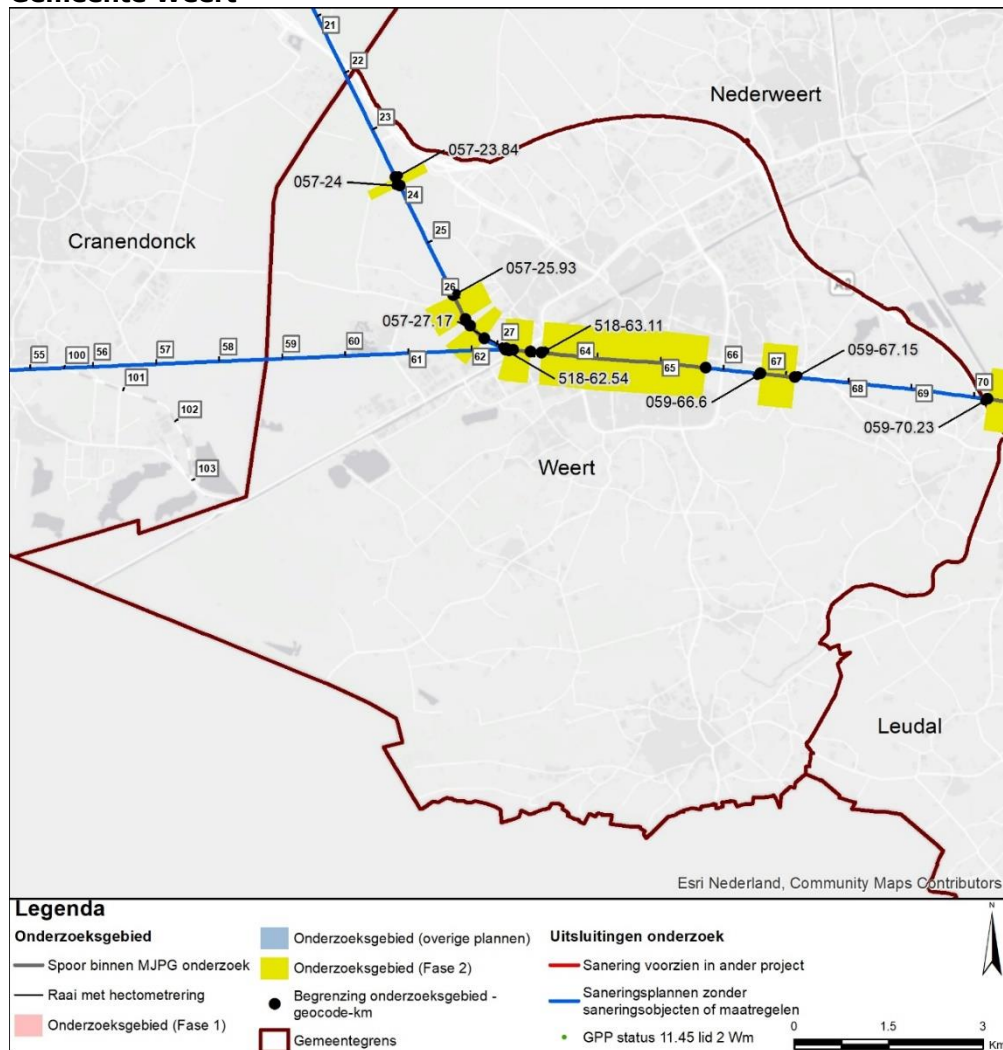 Gemeente Weert
21
22
Nederweert
23
057-23.84
057-24
24
Cranendonck
25
057-25.93
26
A2
057-27.17
27
518-63.11
059-67.15
55
100
56
57
58
59
60
61
62
64
65
66
67
68
69
70
101
518-62.54
059-66.6
059-70.23
102
103
Weert
Leudal
Esri Nederland, Community Maps Contributors
Legenda
Onderzoeksgebied
Spoor binnen MJPG onderzoek
Raai met hectometrering
Onderzoeksgebied (Fase 1)
Onderzoeksgebied (overige plannen)
Onderzoeksgebied (Fase 2)
Begrenzing onderzoeksgebied -
geocode-km
Gemeentegrens
Uitsluitingen onderzoek
Sanering voorzien in ander project
Saneringsplannen zonder
saneringsobjecten of maatregelen
GPP status 11.45 lid 2 Wm
N
0 1.5 3
Km